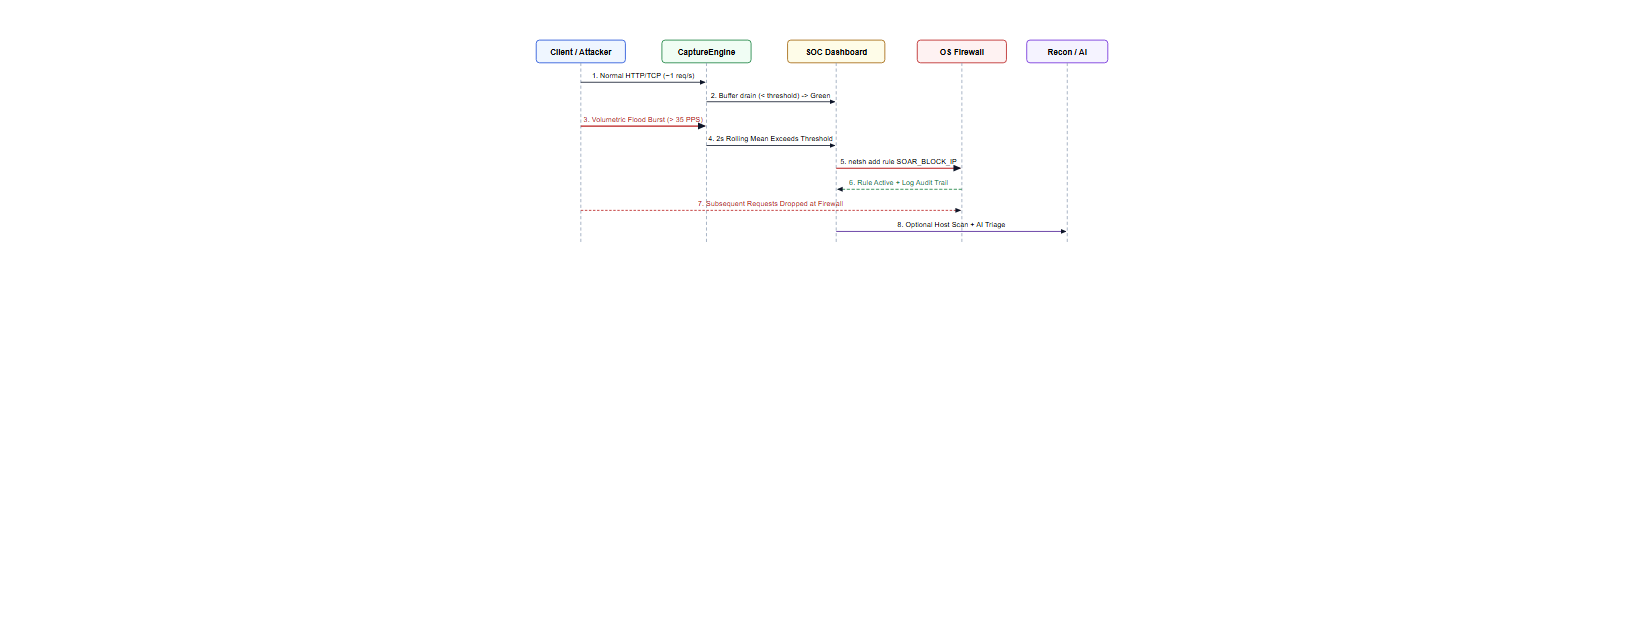 Client / Attacker
CaptureEngine
SOC Dashboard
OS Firewall
Recon / AI
1. Normal HTTP/TCP (~1 req/s)
2. Buffer drain (< threshold) -> Green
3. Volumetric Flood Burst (> 35 PPS)
4. 2s Rolling Mean Exceeds Threshold
5. netsh add rule SOAR_BLOCK_IP
6. Rule Active + Log Audit Trail
7. Subsequent Requests Dropped at Firewall
8. Optional Host Scan + AI Triage